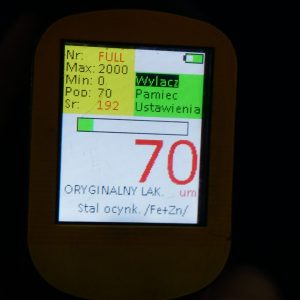 Nr: FULL
Max: 2000
Min: 0
Pop: 70
Sr: 192
Wylacz
Pamiec
Ustawienia
70
um
ORYGINALNY LAK.
Stal ocynk. /Fe+Zn/